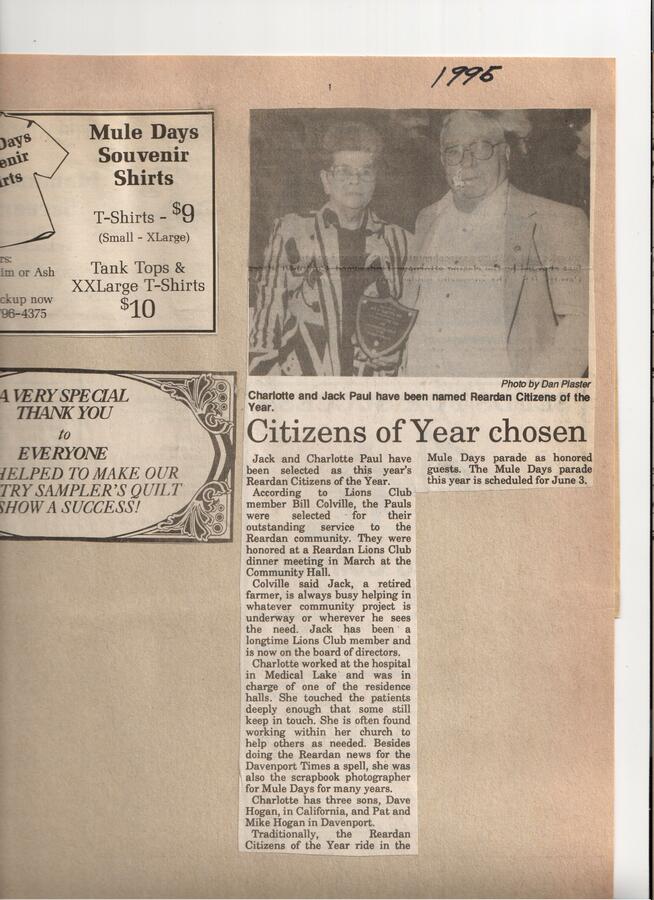 1995
Days
enir
rts
rs:
im or Ash
ckup now
96-4375
Mule Days
Souvenir
Shirts
T-Shirts - $9
(Small - XLarge)
Tank Tops &
XXLarge T-Shirts
$10
A VERY SPECIAL
THANK YOU
to
EVERYONE
HELPED TO MAKE OUR
TRY SAMPLER'S QUILT
SHOW A SUCCESS!
Photo by Dan Plaster
Charlotte and Jack Paul have been named Reardan Citizens of the
Year.
Citizens of Year chosen
Jack and Charlotte Paul have
been selected as this year's
Reardan Citizens of the Year.
According to Lions Club
member Bill Colville, the Pauls
were selected for their
outstanding service to the
Reardan community. They were
honored at a Reardan Lions Club
dinner meeting in March at the
Community Hall.
Colville said Jack, a retired
farmer, is always busy helping in
whatever community project is
underway or wherever he sees
the need. Jack has been a
longtime Lions Club member and
is now on the board of directors.
Charlotte worked at the hospital
in Medical Lake and was in
charge of one of the residence
halls. She touched the patients
deeply enough that some still
keep in touch. She is often found
working within her church to
help others as needed. Besides
doing the Reardan news for the
Davenport Times a spell, she was
also the scrapbook photographer
for Mule Days for many years.
Charlotte has three sons, Dave
Hogan, in California, and Pat and
Mike Hogan in Davenport.
Traditionally, the Reardan
Citizens of the Year ride in the
Mule Days parade as honored
guests. The Mule Days parade
this year is scheduled for June 3.